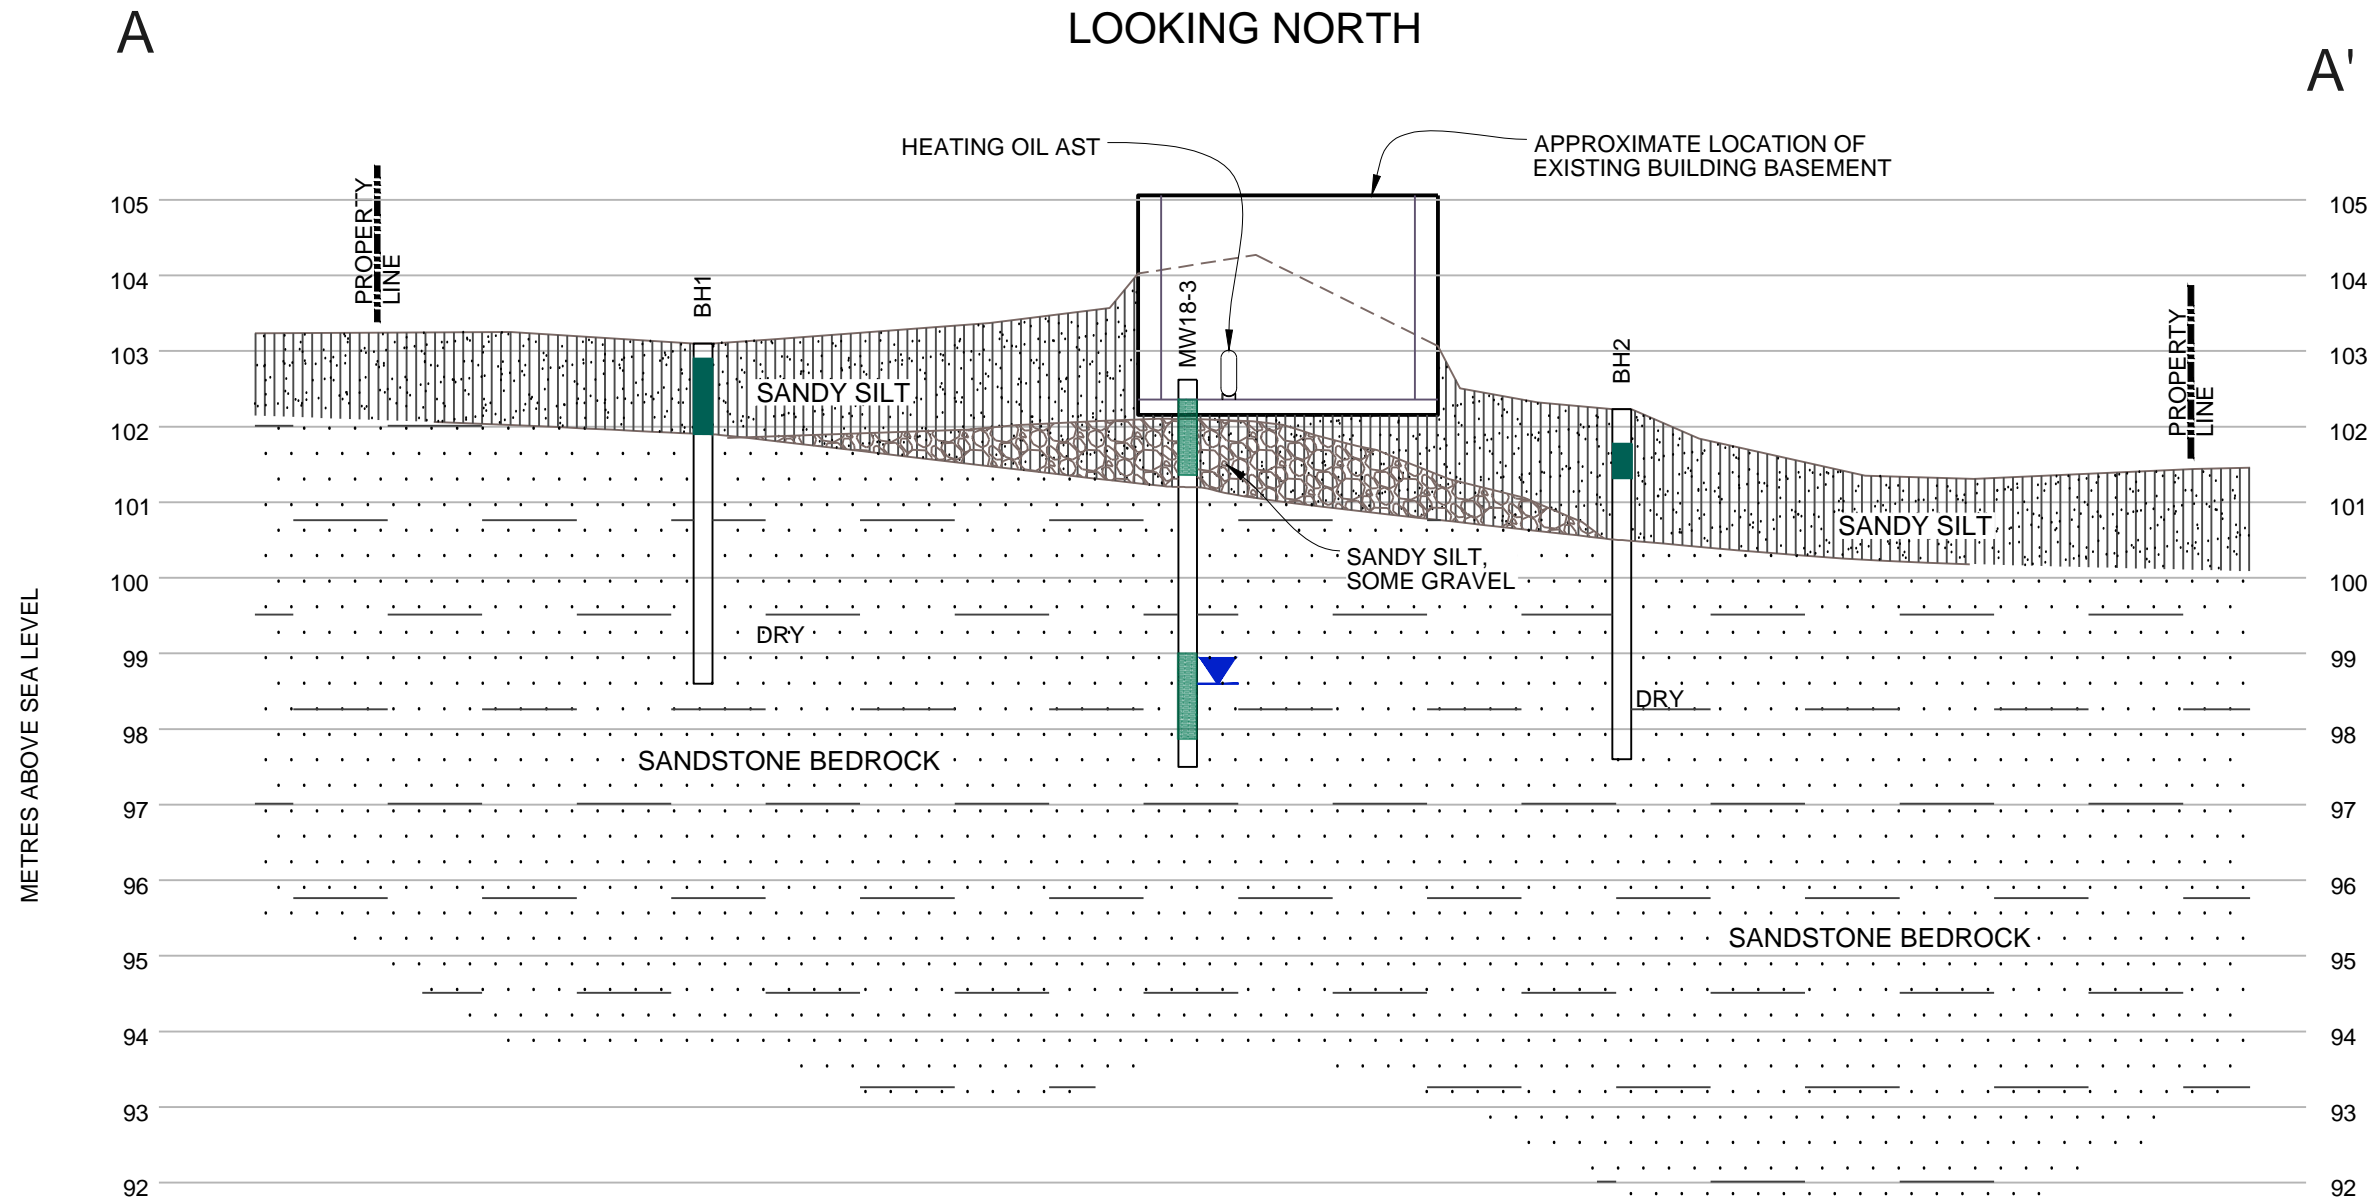 LOOKING NORTH
A
A'
HEATING OIL AST
APPROXIMATE LOCATION OF
EXISTING BUILDING BASEMENT
PROPERTY
LINE
BH1
MW18-3
BH2
PROPERTY
LINE
105
105
104
104
103
103
SANDY SILT
102
102
101
101
SANDY SILT
SANDY SILT,
SOME GRAVEL
100
100
DRY
99
99
DRY
98
98
SANDSTONE BEDROCK
97
97
96
96
SANDSTONE BEDROCK
95
95
94
94
93
93
92
92
METRES ABOVE SEA LEVEL